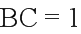 BC = 1